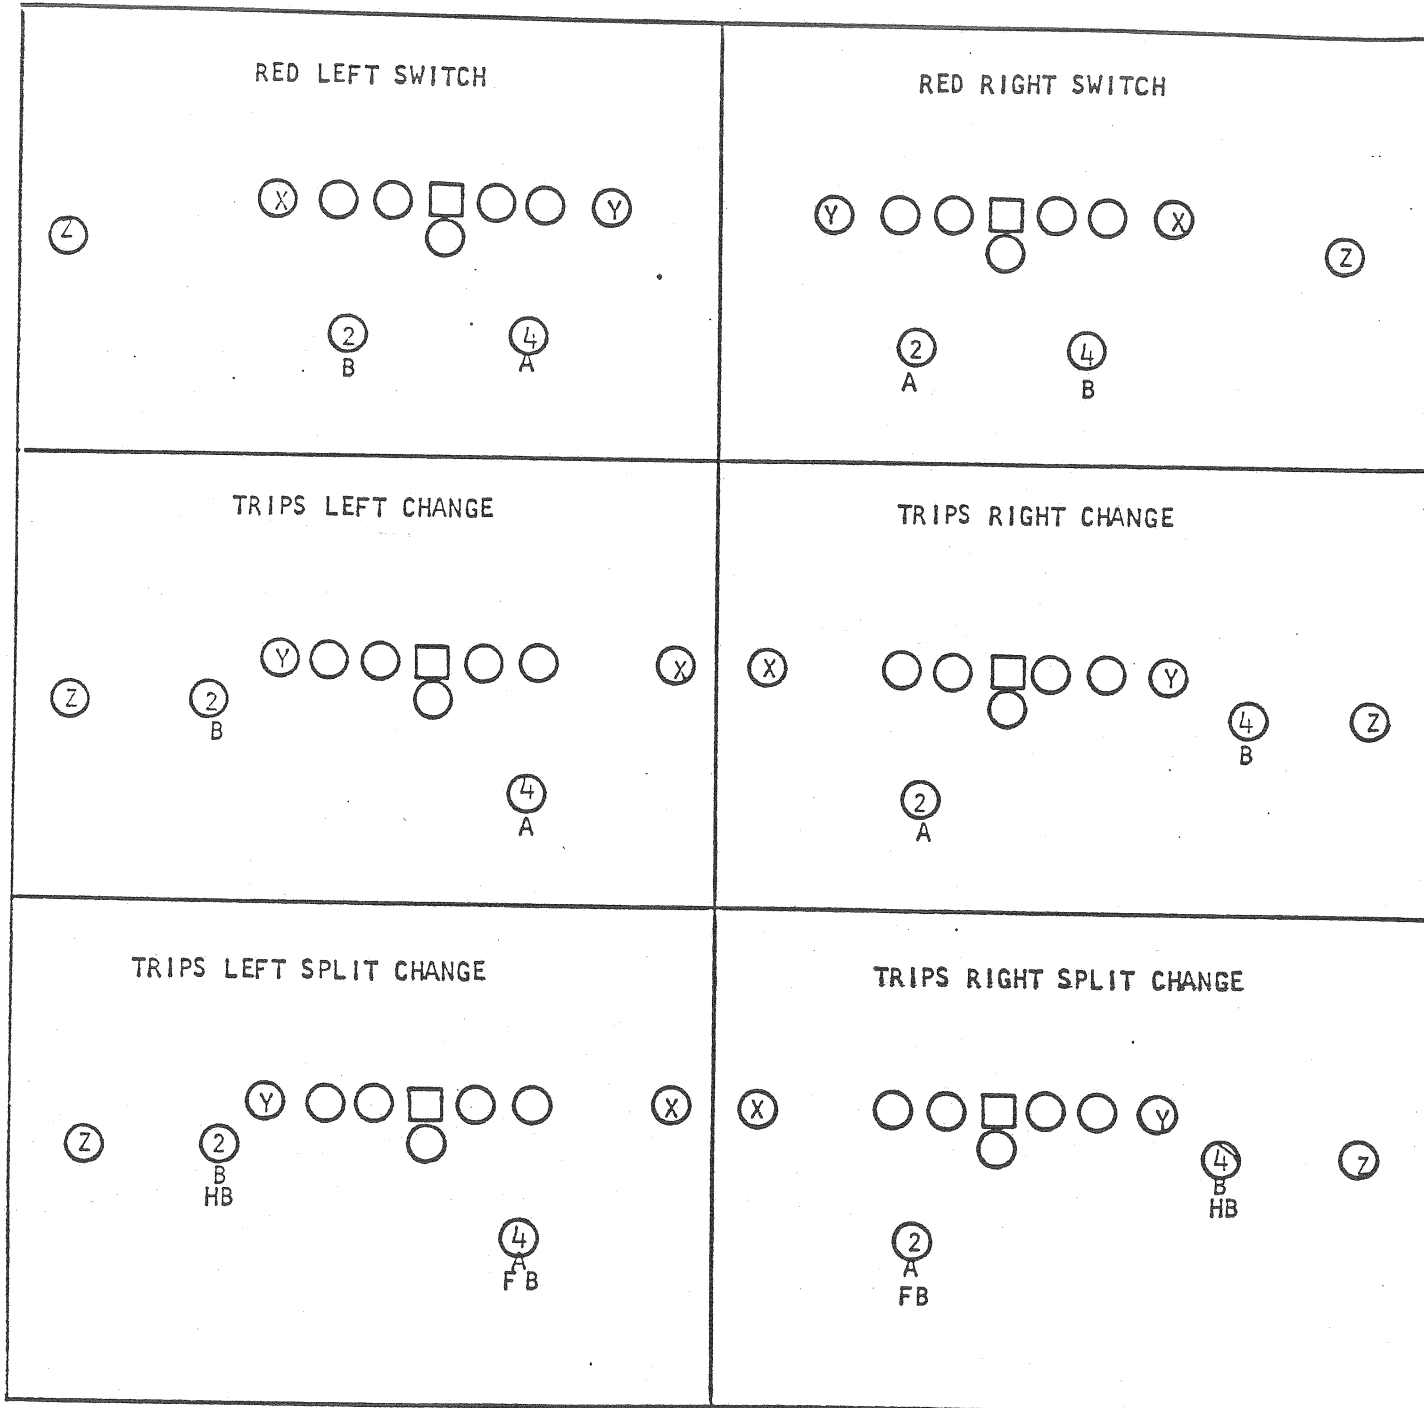 RED LEFT SWITCH
X Y
Z
2 4
B A
RED RIGHT SWITCH
Y X
Z
2 4
A B
TRIPS LEFT CHANGE
Y X
Z 2
B
4
A
TRIPS RIGHT CHANGE
X Y
4 Z
B
2
A
TRIPS LEFT SPLIT CHANGE
Y X
Z 2
B
HB
4
A
FB
TRIPS RIGHT SPLIT CHANGE
X Y
4 Z
B
HB
2
A
FB